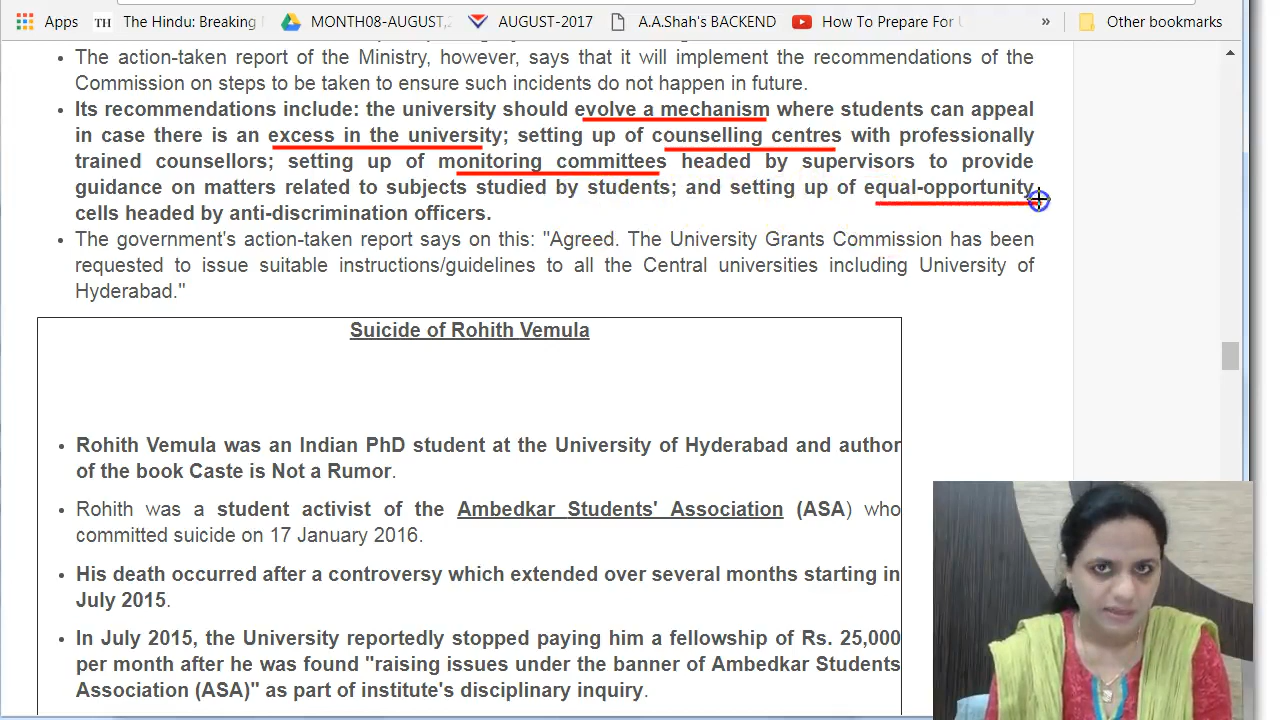 Apps TH The Hindu: Breaking MONTH08-AUGUST, AUGUST-2017 A.A.Shah's BACKEND How To Prepare For » Other bookmarks
• The action-taken report of the Ministry, however, says that it will implement the recommendations of the
Commission on steps to be taken to ensure such incidents do not happen in future.
• Its recommendations include: the university should evolve a mechanism where students can appeal
in case there is an excess in the university; setting up of counselling centres with professionally
trained counsellors; setting up of monitoring committees headed by supervisors to provide
guidance on matters related to subjects studied by students; and setting up of equal-opportunity
cells headed by anti-discrimination officers.
• The government's action-taken report says on this: "Agreed. The University Grants Commission has been
requested to issue suitable instructions/guidelines to all the Central universities including University of
Hyderabad."
Suicide of Rohith Vemula
• Rohith Vemula was an Indian PhD student at the University of Hyderabad and author
of the book Caste is Not a Rumor.
• Rohith was a student activist of the Ambedkar Students' Association (ASA) who
committed suicide on 17 January 2016.
• His death occurred after a controversy which extended over several months starting in
July 2015.
• In July 2015, the University reportedly stopped paying him a fellowship of Rs. 25,000
per month after he was found "raising issues under the banner of Ambedkar Students
Association (ASA)" as part of institute's disciplinary inquiry.